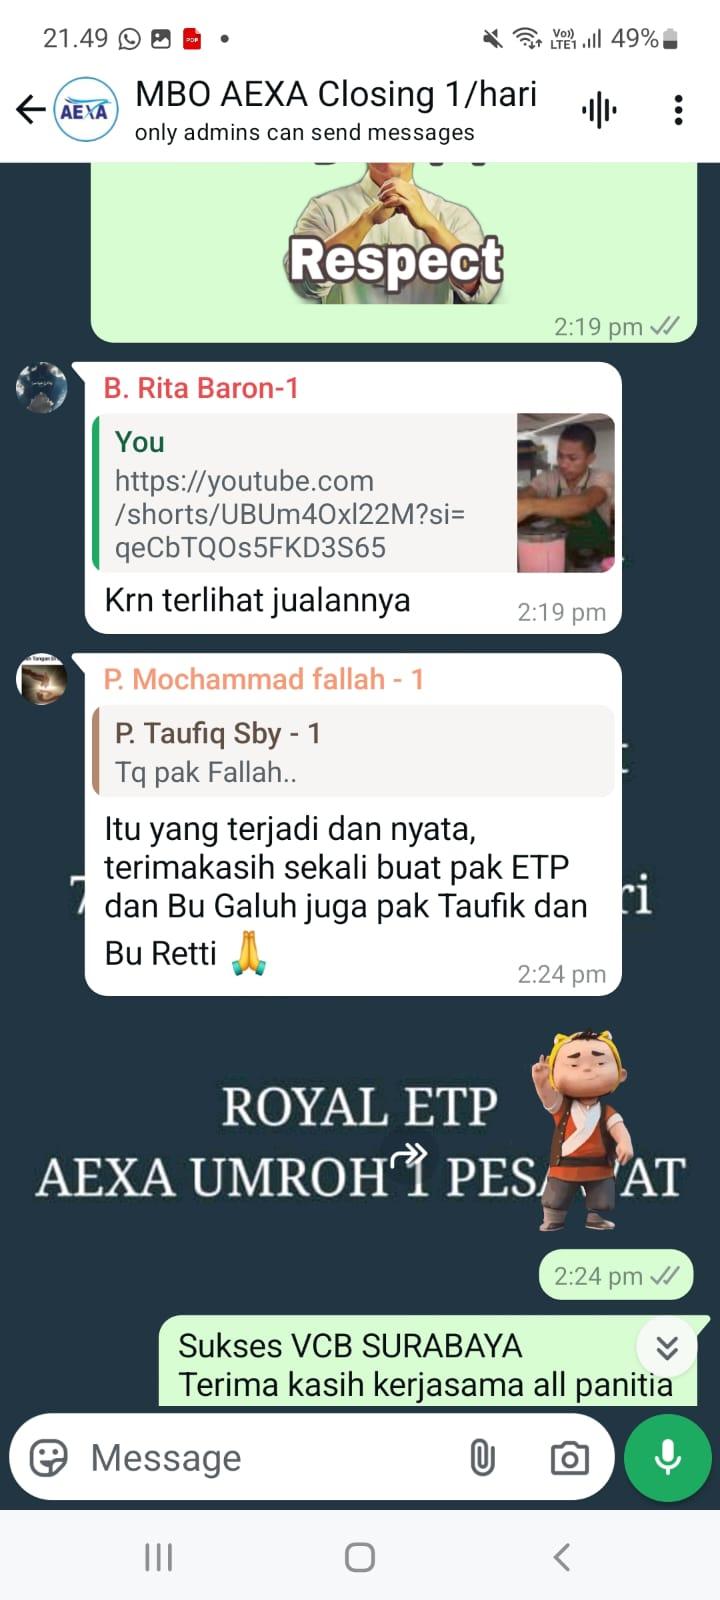 21.49
Vo))
LTE1
49%
AEXA
MBO AEXA Closing 1/hari
only admins can send messages
Respect
2:19 pm
B. Rita Baron-1
You
https://youtube.com
/shorts/UBUm4Oxl22M?si=
qeCbTQOs5FKD3S65
Krn terlihat jualannya
2:19 pm
P. Mochammad fallah - 1
P. Taufiq Sby - 1
Tq pak Fallah..
Itu yang terjadi dan nyata,
terimakasih sekali buat pak ETP
dan Bu Galuh juga pak Taufik dan
Bu Retti 🙏
2:24 pm
ROYAL ETP
AEXA UMROH 1 PESAWAT
2:24 pm
Sukses VCB SURABAYA
Terima kasih kerjasama all panitia
Message